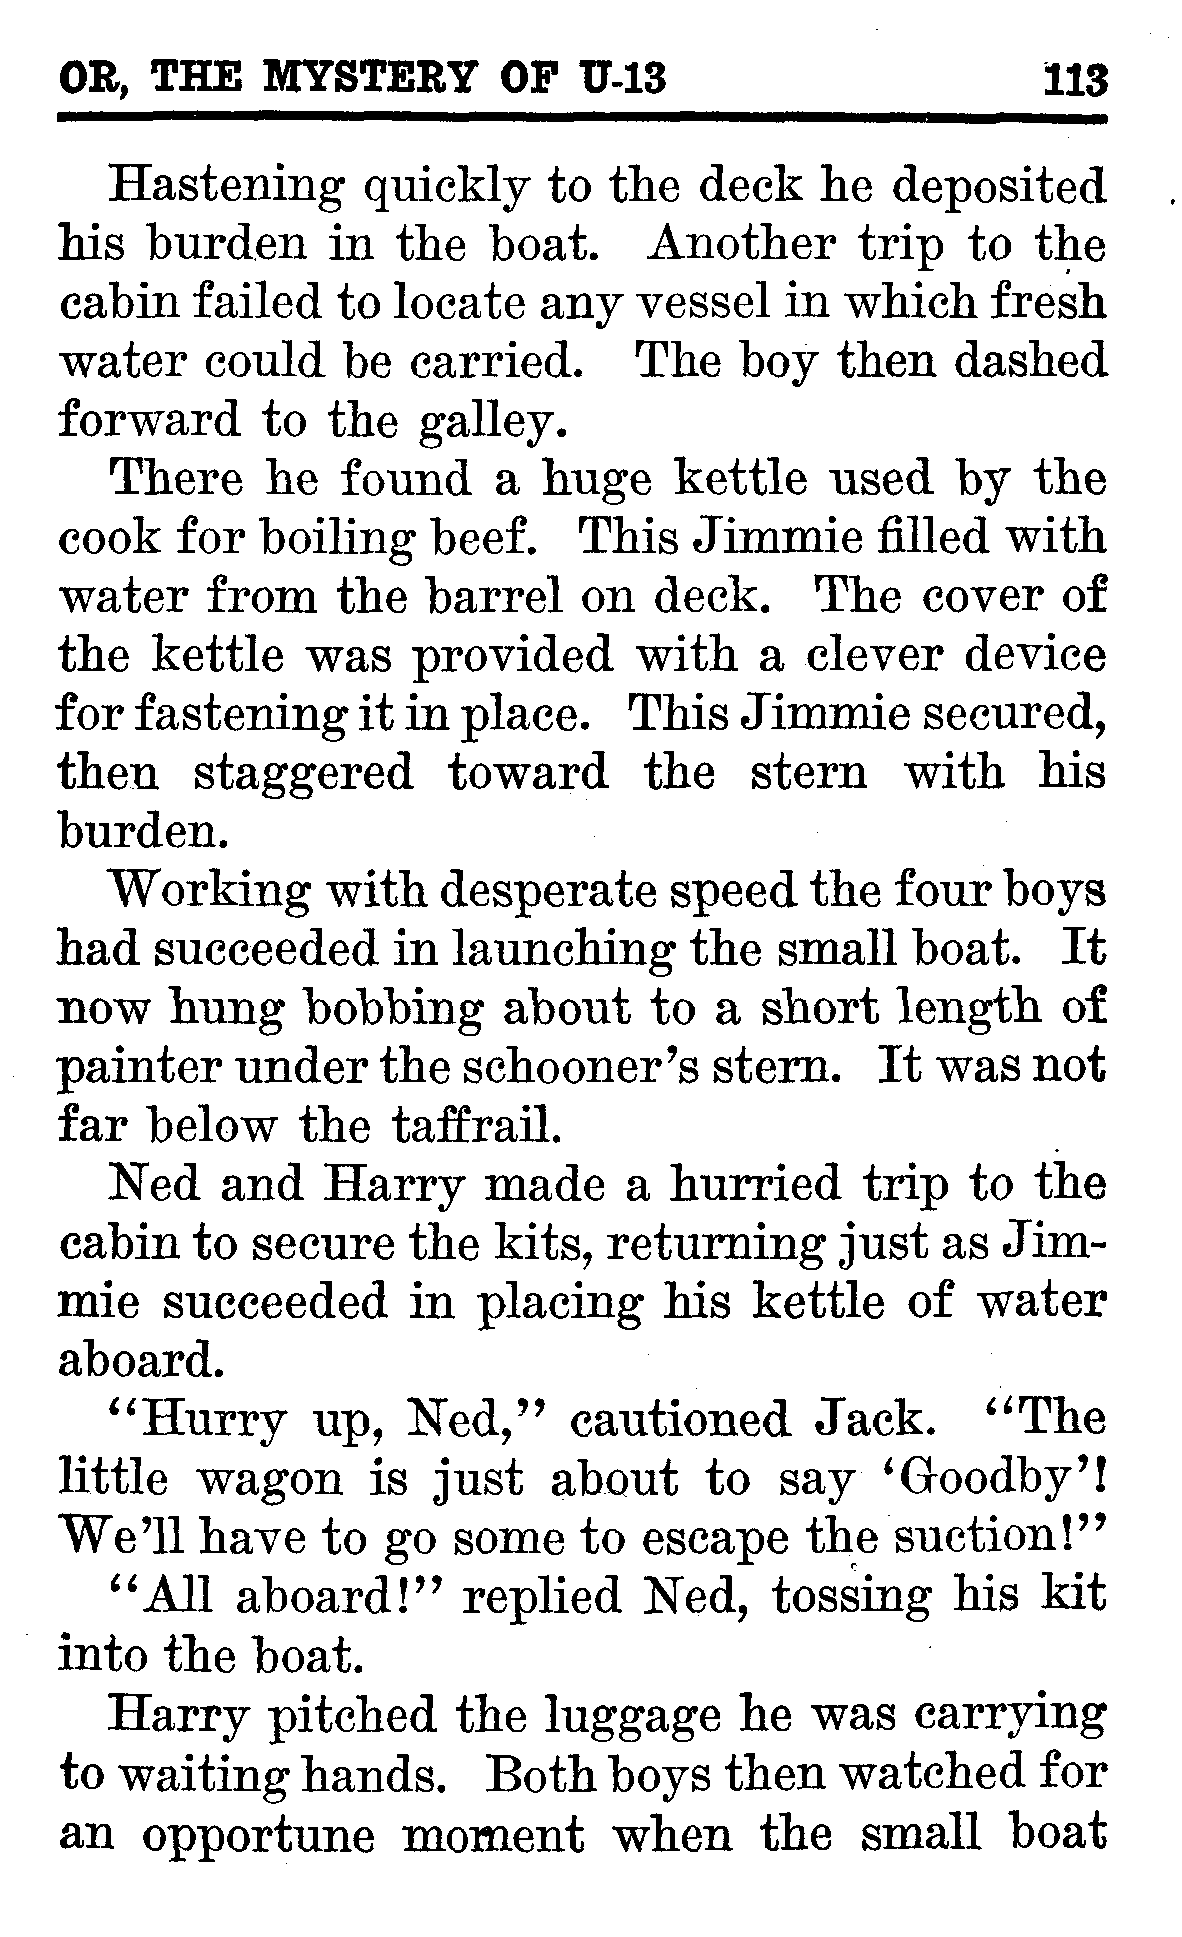 OR, THE MYSTERY OF U-13 113
Hastening quickly to the deck he deposited
his burden in the boat. Another trip to the
cabin failed to locate any vessel in which fresh
water could be carried. The boy then dashed
forward to the galley.
There he found a huge kettle used by the
cook for boiling beef. This Jimmie filled with
water from the barrel on deck. The cover of
the kettle was provided with a clever device
for fastening it in place. This Jimmie secured,
then staggered toward the stern with his
burden.
Working with desperate speed the four boys
had succeeded in launching the small boat. It
now hung bobbing about to a short length of
painter under the schooner's stern. It was not
far below the taffrail.
Ned and Harry made a hurried trip to the
cabin to secure the kits, returning just as Jim-
mie succeeded in placing his kettle of water
aboard.
"Hurry up, Ned," cautioned Jack. "The
little wagon is just about to say 'Goodby'!
We'll have to go some to escape the suction!"
"All aboard!" replied Ned, tossing his kit
into the boat.
Harry pitched the luggage he was carrying
to waiting hands. Both boys then watched for
an opportune moment when the small boat